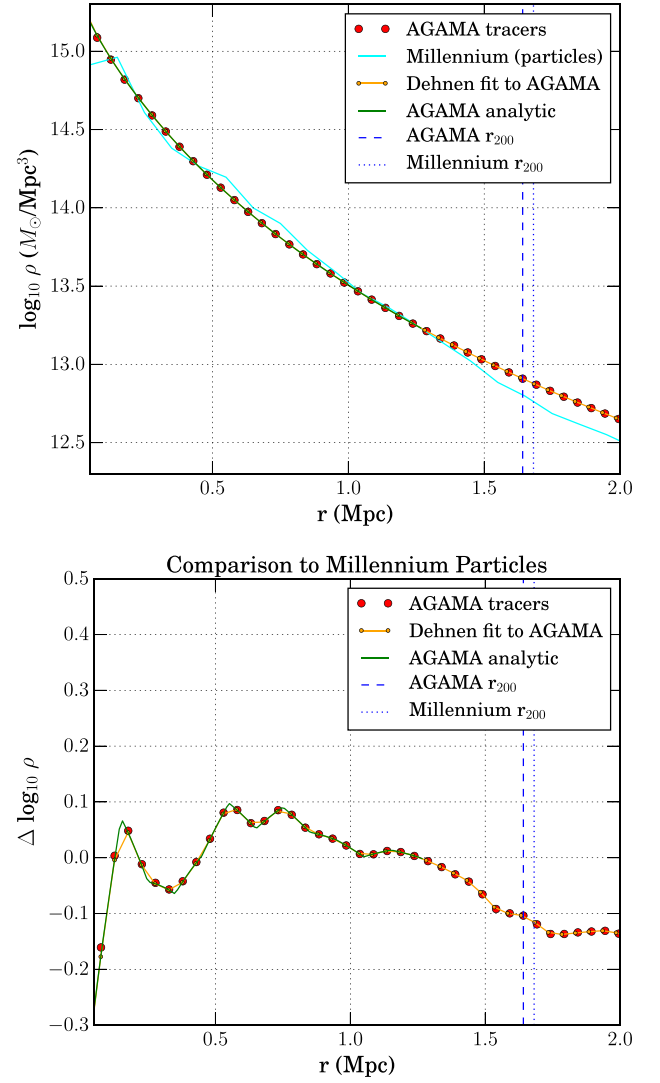 AGAMA tracers
Millennium (particles)
Dehnen fit to AGAMA
AGAMA analytic
AGAMA r₂₀₀
Millennium r₂₀₀
log₁₀ ρ (M⊙/Mpc³)
15.0
14.5
14.0
13.5
13.0
12.5
0.5 1.0 1.5 2.0
r (Mpc)
Comparison to Millennium Particles
AGAMA tracers
Dehnen fit to AGAMA
AGAMA analytic
AGAMA r₂₀₀
Millennium r₂₀₀
Δ log₁₀ ρ
0.5
0.4
0.3
0.2
0.1
0.0
−0.1
−0.2
−0.3
0.5 1.0 1.5 2.0
r (Mpc)